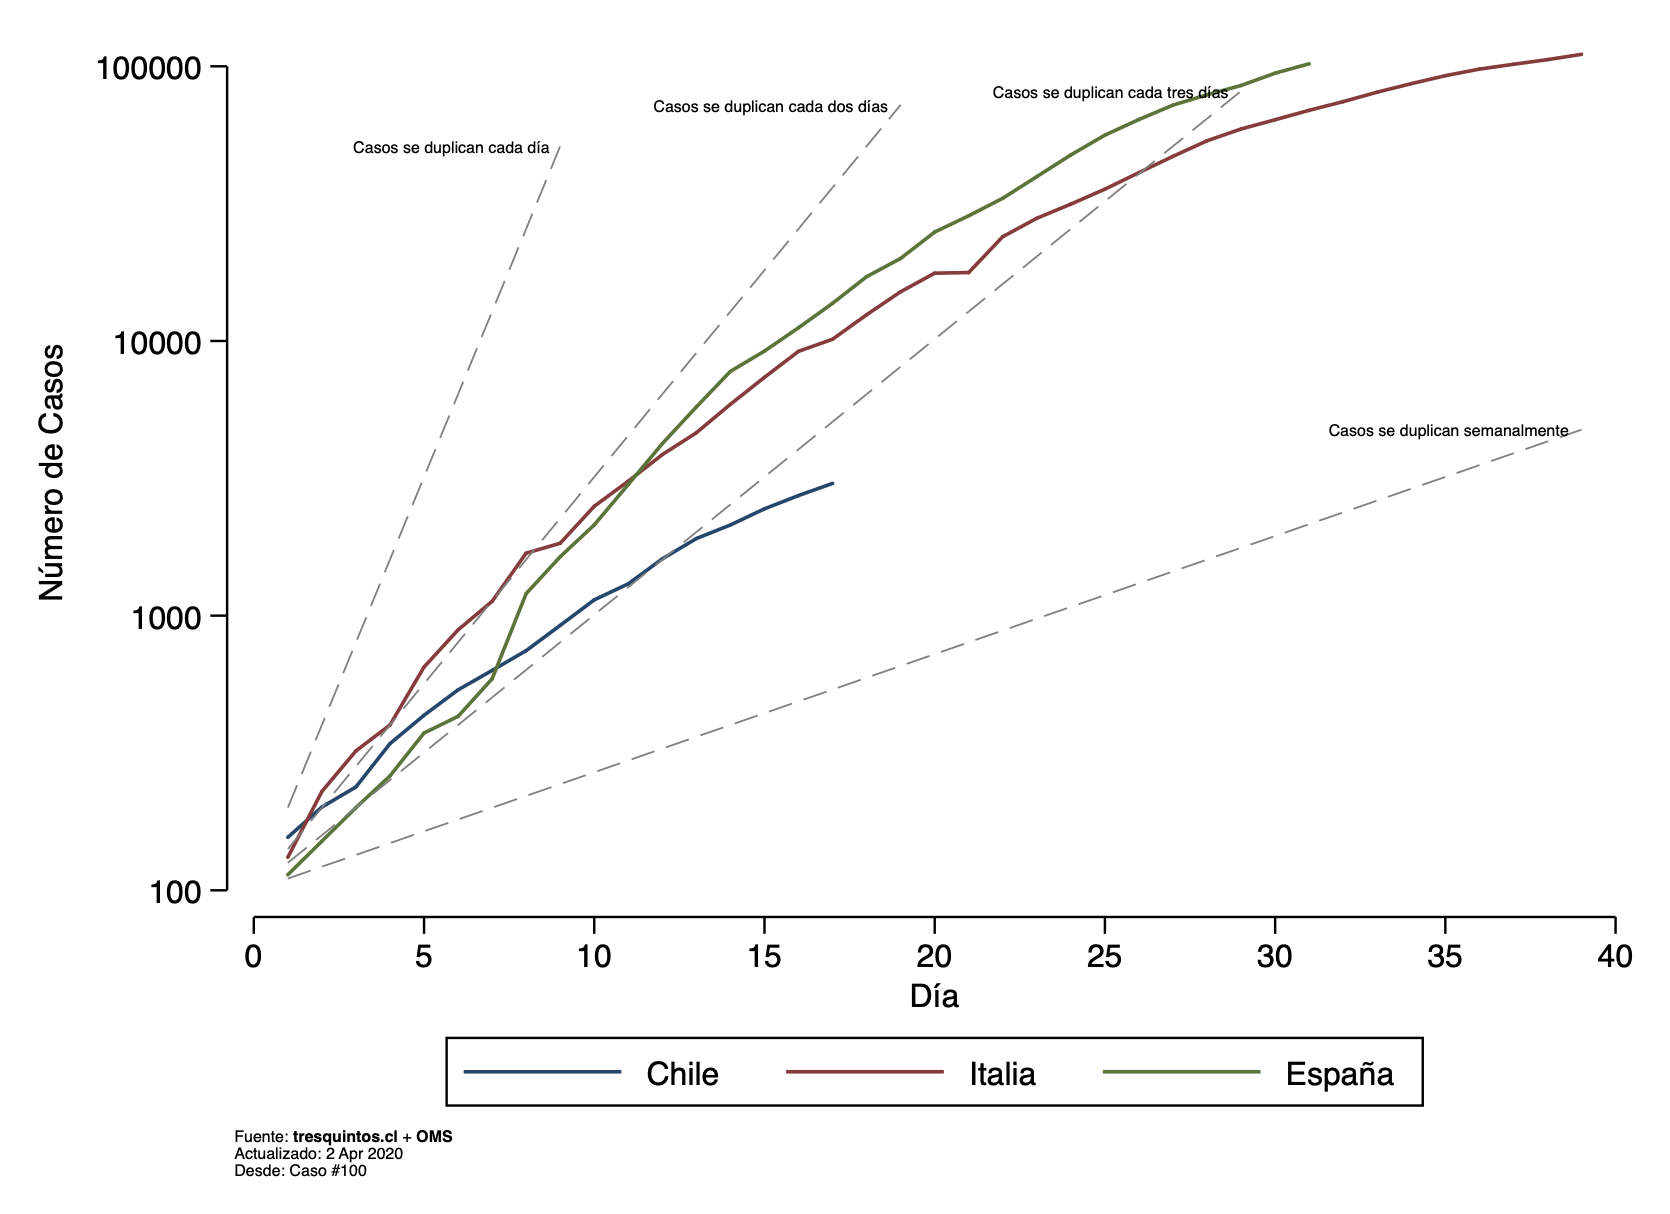 100000
Casos se duplican cada tres días
Casos se duplican cada dos días
Casos se duplican cada día
10000
Número de Casos
Casos se duplican semanalmente
1000
100
0 5 10 15 20 25 30 35 40
Día
Chile Italia España
Fuente: tresquintos.cl + OMS
Actualizado: 2 Apr 2020
Desde: Caso #100